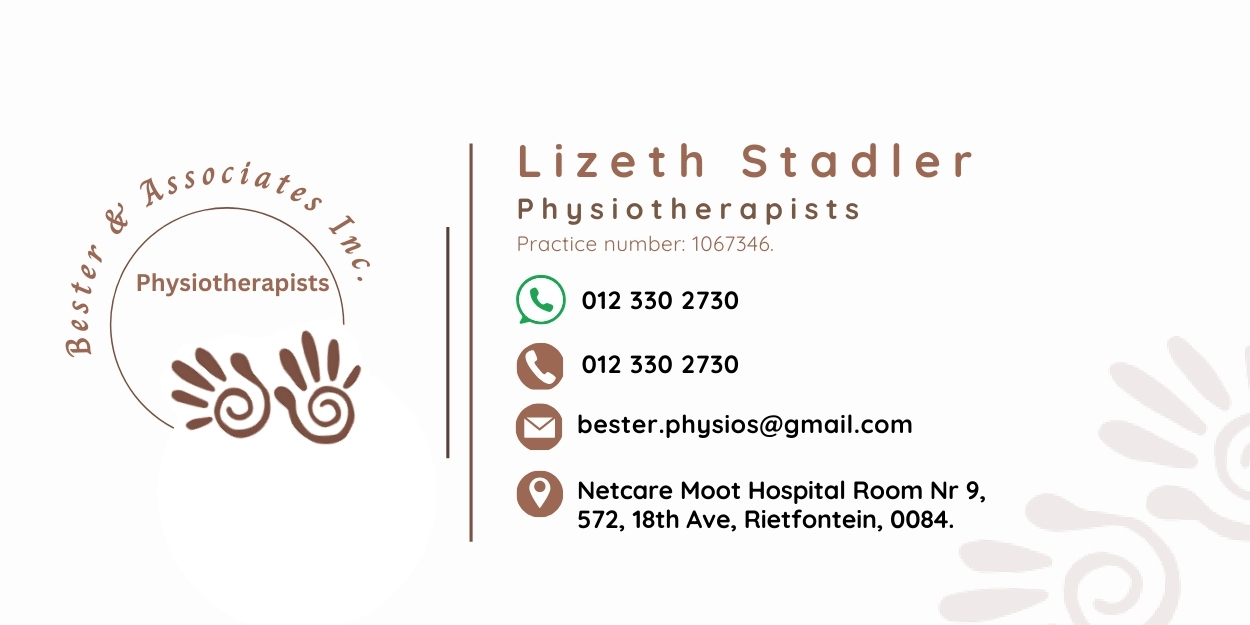 Bester & Associates Inc.
Physiotherapists
Lizeth Stadler
Physiotherapists
Practice number: 1067346.
012 330 2730
012 330 2730
bester.physios@gmail.com
Netcare Moot Hospital Room Nr 9,
572, 18th Ave, Rietfontein, 0084.